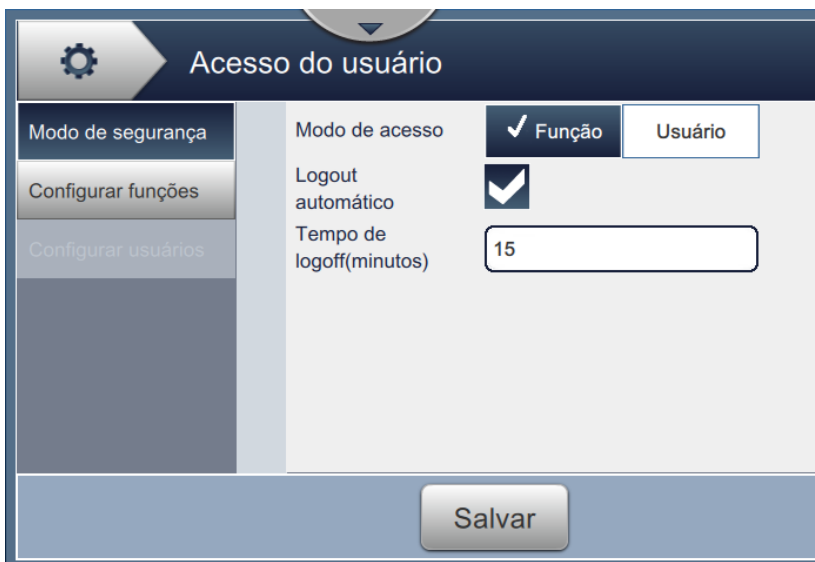 Acesso do usuário
Modo de segurança
Configurar funções
Configurar usuários
Modo de acesso
Função
Usuário
Logout
automático
Tempo de
logoff(minutos)
15
Salvar